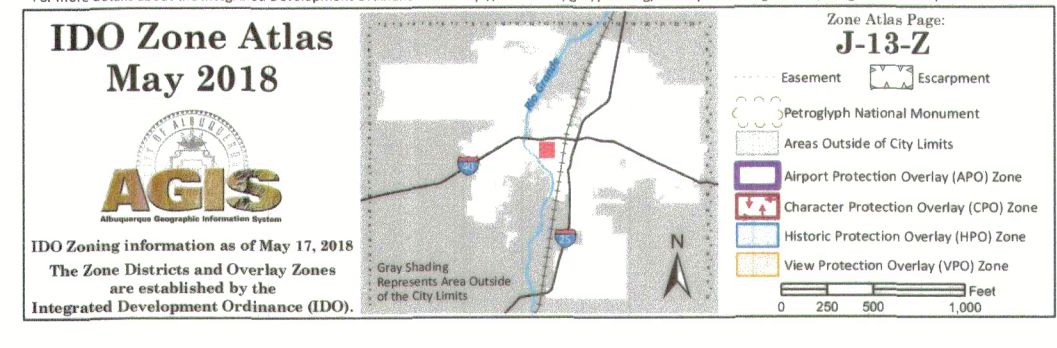 IDO Zone Atlas
May 2018
AGIS
Albuquerque Geographic Information System
IDO Zoning information as of May 17, 2018
The Zone Districts and Overlay Zones
are established by the
Integrated Development Ordinance (IDO).
Rio Grande
40
25
N
Gray Shading
Represents Area Outside
of the City Limits
Zone Atlas Page:
J-13-Z
Easement
Escarpment
Petroglyph National Monument
Areas Outside of City Limits
Airport Protection Overlay (APO) Zone
Character Protection Overlay (CPO) Zone
Historic Protection Overlay (HPO) Zone
View Protection Overlay (VPO) Zone
Feet
0 250 500 1,000